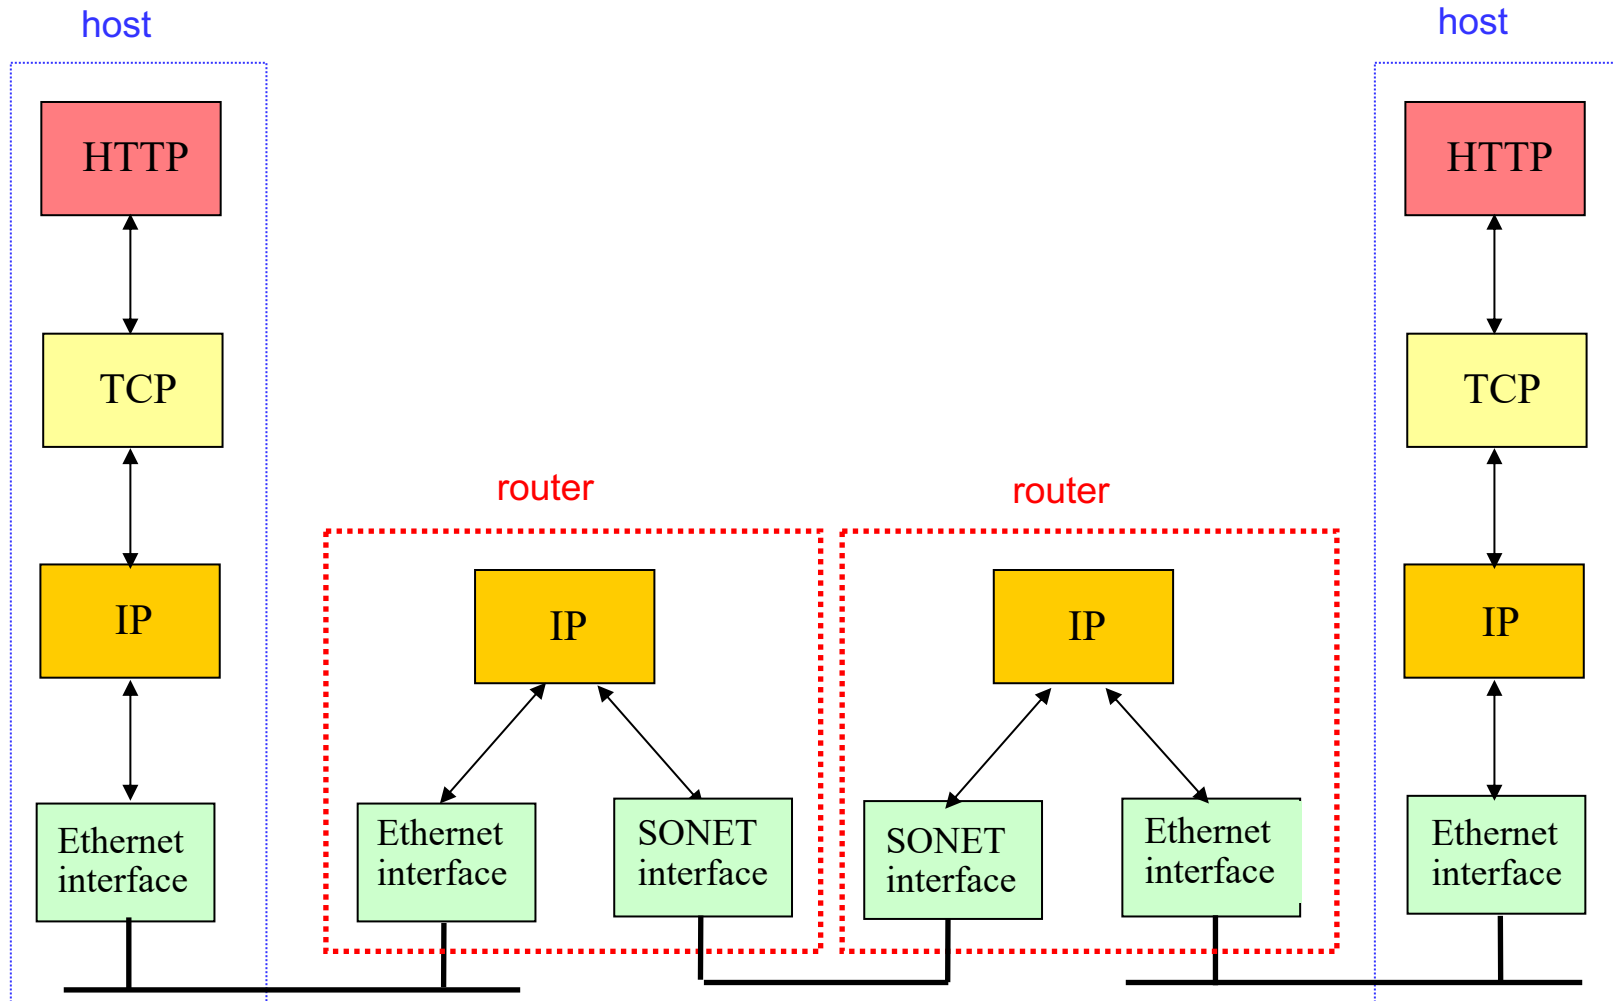 host
host
HTTP
HTTP
TCP
TCP
router
router
IP
IP
IP
IP
Ethernet
interface
Ethernet
interface
SONET
interface
SONET
interface
Ethernet
interface
Ethernet
interface